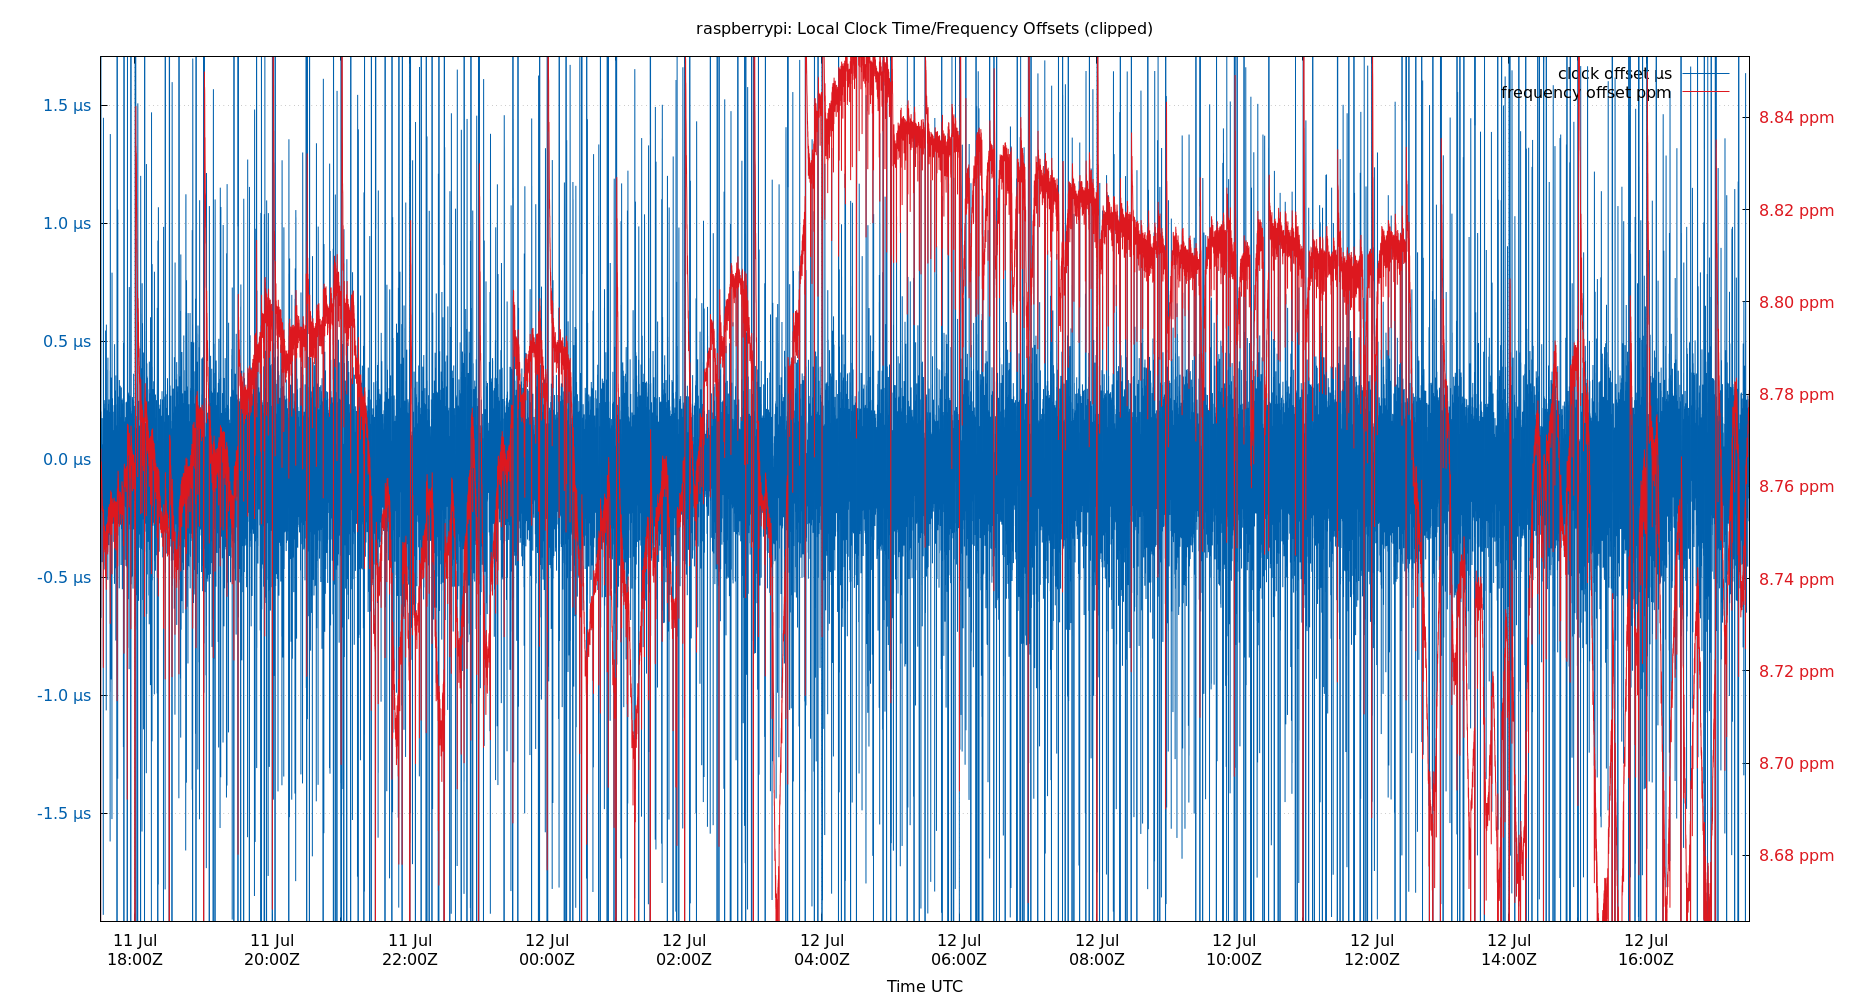 raspberrypi: Local Clock Time/Frequency Offsets (clipped)
clock offset µs
frequency offset ppm
1.5 µs
1.0 µs
0.5 µs
0.0 µs
-0.5 µs
-1.0 µs
-1.5 µs
8.84 ppm
8.82 ppm
8.80 ppm
8.78 ppm
8.76 ppm
8.74 ppm
8.72 ppm
8.70 ppm
8.68 ppm
11 Jul 11 Jul 11 Jul 12 Jul 12 Jul 12 Jul 12 Jul 12 Jul 12 Jul 12 Jul 12 Jul 12 Jul
18:00Z 20:00Z 22:00Z 00:00Z 02:00Z 04:00Z 06:00Z 08:00Z 10:00Z 12:00Z 14:00Z 16:00Z
Time UTC